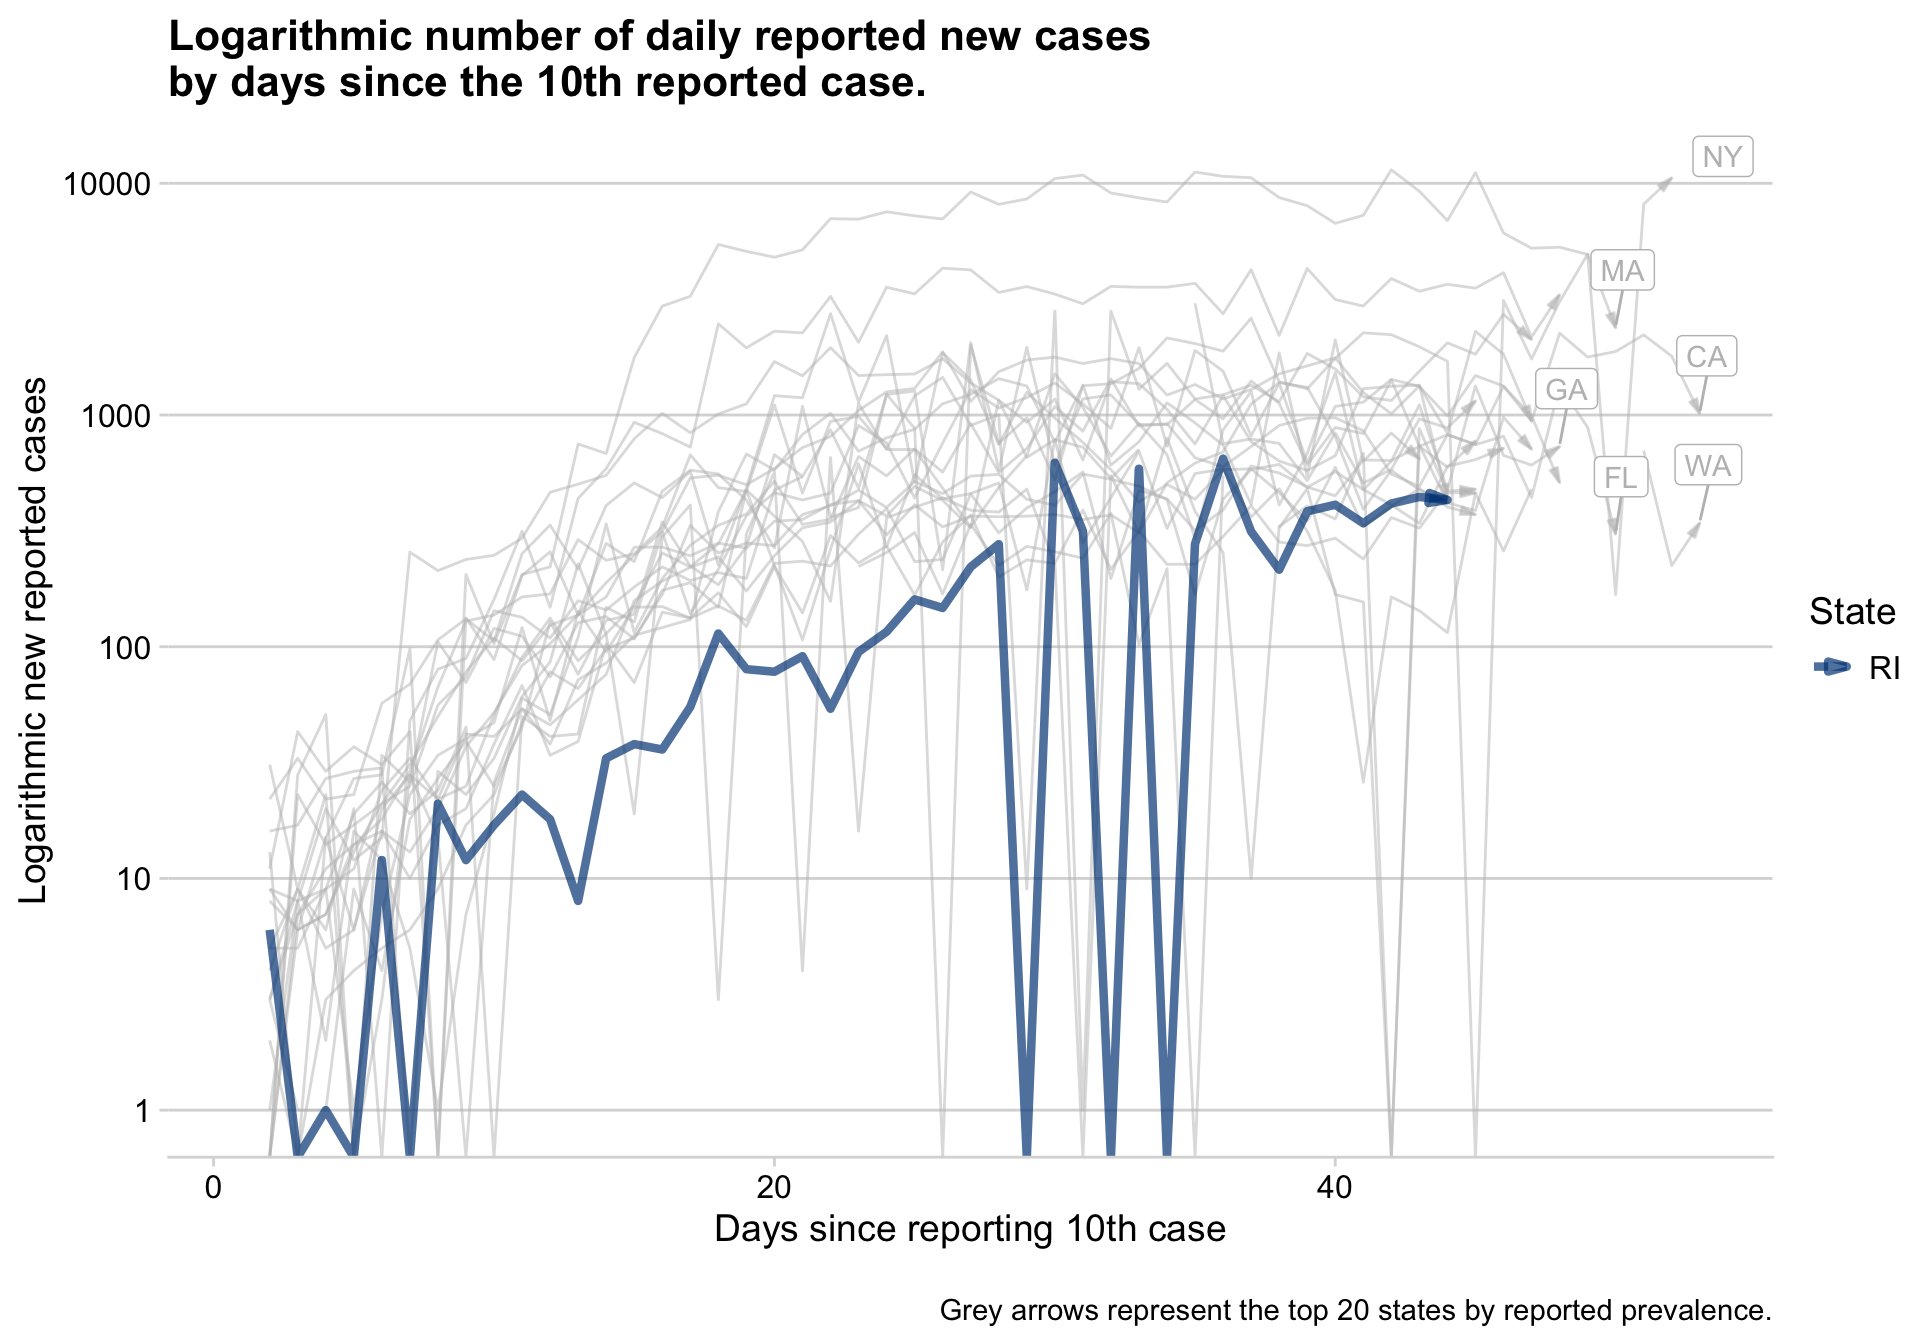 Logarithmic number of daily reported new cases
by days since the 10th reported case.
Logarithmic new reported cases
10000
1000
100
10
1
NY
MA
CA
GA
FL
WA
State
RI
0
20
40
Days since reporting 10th case
Grey arrows represent the top 20 states by reported prevalence.